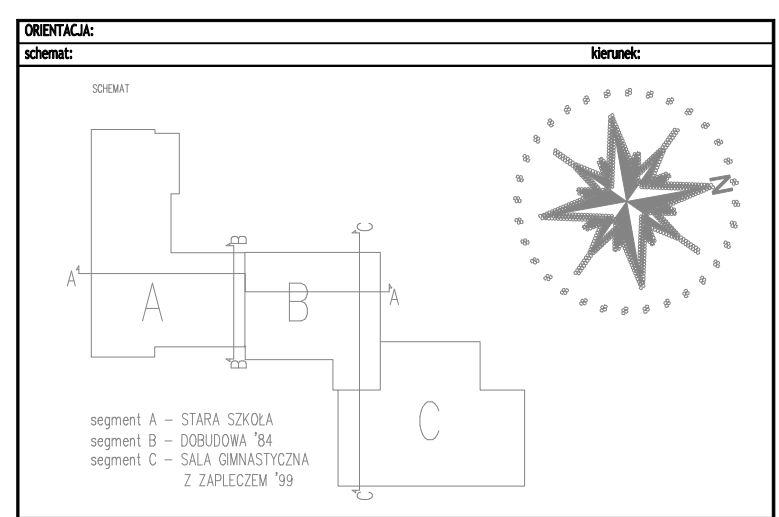 ORIENTACJA:
schemat: kierunek:
SCHEMAT
N
B
C
A
A
B
A
B
C
segment A – STARA SZKOŁA
segment B – DOBUDOWA '84
segment C – SALA GIMNASTYCZNA
Z ZAPLECZEM '99
C